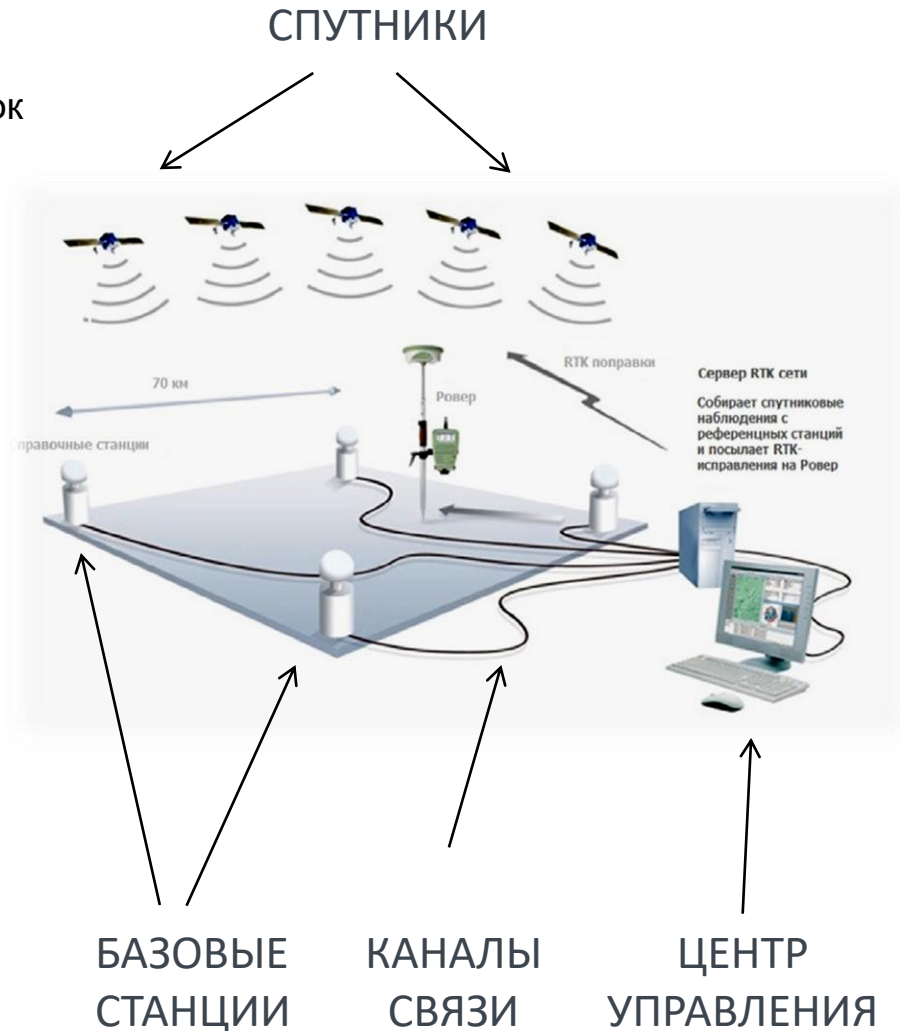 СПУТНИКИ
ок
70 км
Ровер
RTK поправки
Сервер RTK сети
Собирает спутниковые
наблюдения с
референцных станций
и посылает RTK-
исправления на Ровер
правочные станции
БАЗОВЫЕ
СТАНЦИИ
КАНАЛЫ
СВЯЗИ
ЦЕНТР
УПРАВЛЕНИЯ